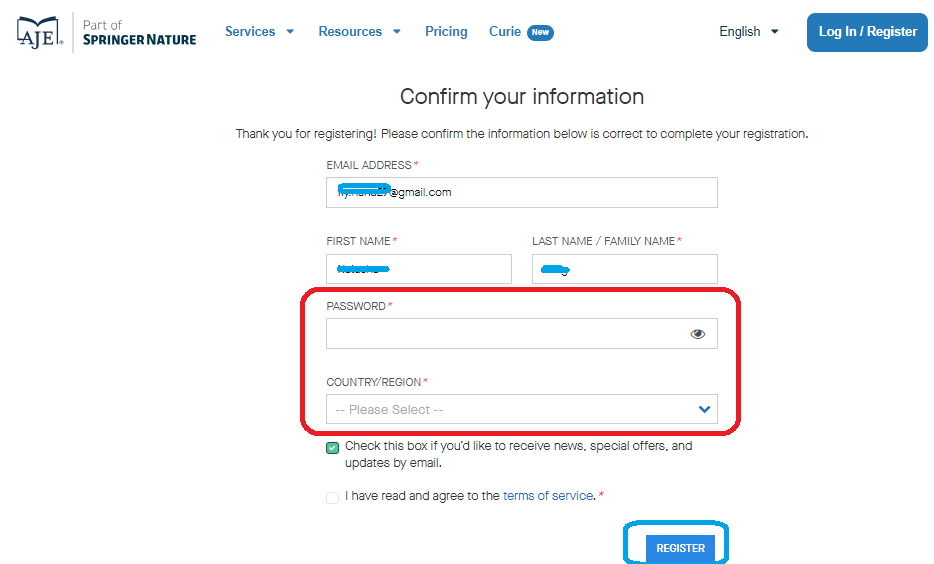 AJE
Part of
SPRINGER NATURE
Services
Resources
Pricing
Curie New
English
Log In / Register
Confirm your information
Thank you for registering! Please confirm the information below is correct to complete your registration.
EMAIL ADDRESS*
@gmail.com
FIRST NAME*
LAST NAME / FAMILY NAME*
PASSWORD*
COUNTRY/REGION*
-- Please Select --
Check this box if you'd like to receive news, special offers, and
updates by email.
I have read and agree to the terms of service. *
REGISTER